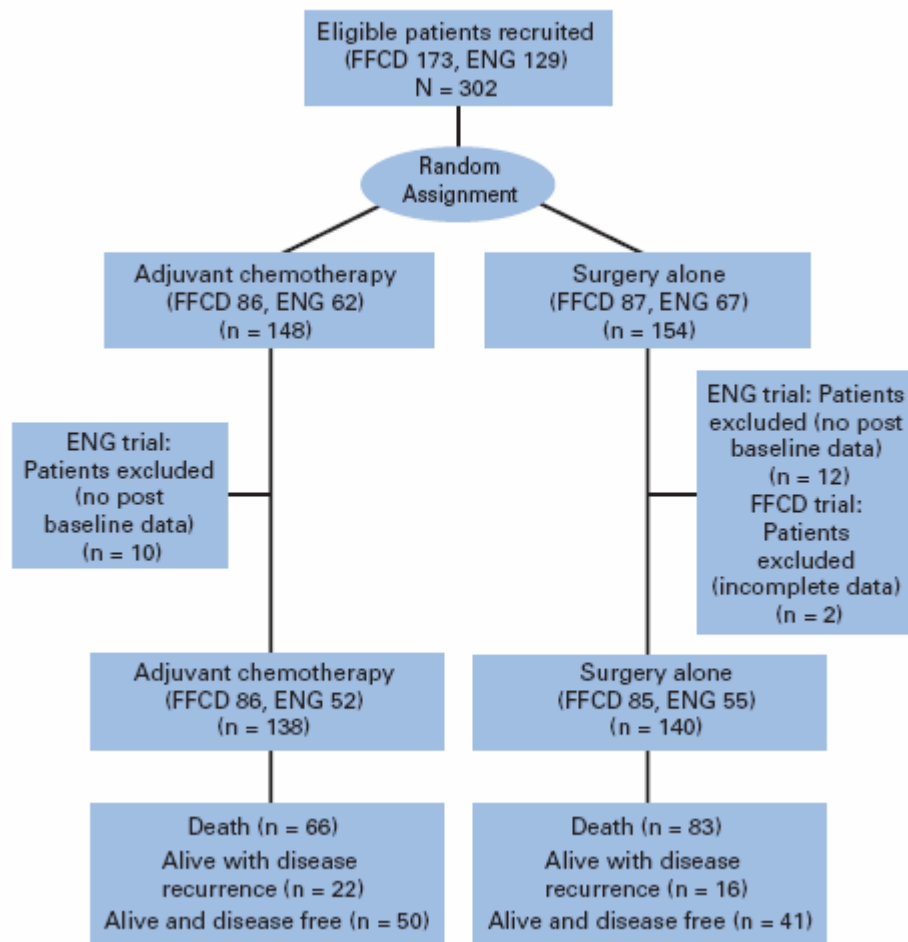 Eligible patients recruited
(FFCD 173, ENG 129)
N = 302
Random
Assignment
Adjuvant chemotherapy
(FFCD 86, ENG 62)
(n = 148)
Surgery alone
(FFCD 87, ENG 67)
(n = 154)
ENG trial:
Patients excluded
(no post
baseline data)
(n = 10)
ENG trial: Patients
excluded (no post
baseline data)
(n = 12)
FFCD trial:
Patients
excluded
(incomplete data)
(n = 2)
Adjuvant chemotherapy
(FFCD 86, ENG 52)
(n = 138)
Surgery alone
(FFCD 85, ENG 55)
(n = 140)
Death (n = 66)
Alive with disease
recurrence (n = 22)
Alive and disease free (n = 50)
Death (n = 83)
Alive with disease
recurrence (n = 16)
Alive and disease free (n = 41)